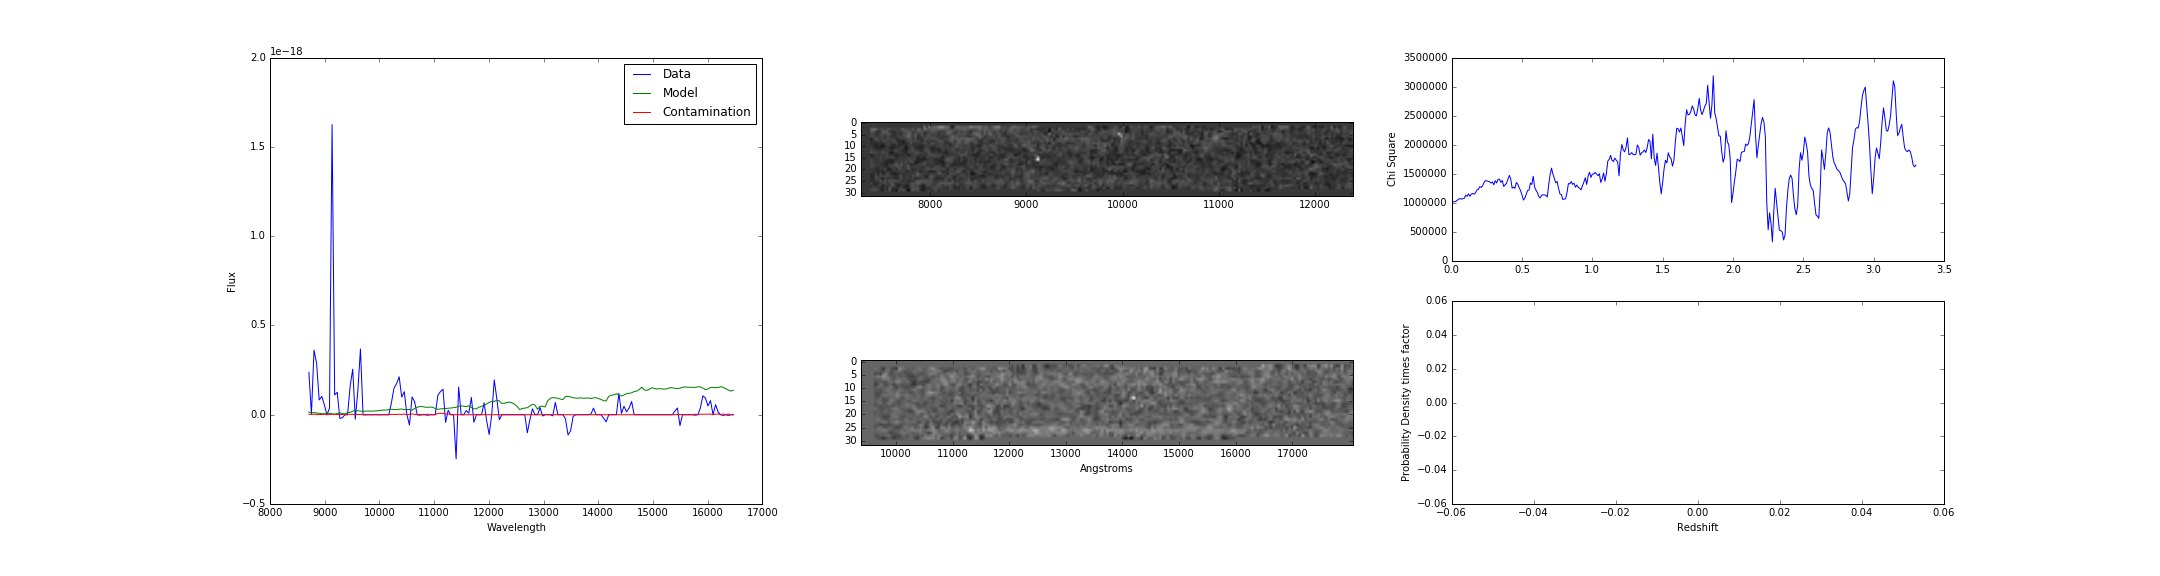 1e−18
2.0
1.5
1.0
0.5
0.0
−0.5
8000 9000 10000 11000 12000 13000 14000 15000 16000 17000
Wavelength
Flux
Data
Model
Contamination
0
5
10
15
20
25
30
8000 9000 10000 11000 12000
0
5
10
15
20
25
30
10000 11000 12000 13000 14000 15000 16000 17000
Angstroms
3500000
3000000
2500000
2000000
1500000
1000000
500000
0
0.0 0.5 1.0 1.5 2.0 2.5 3.0 3.5
Chi Square
0.06
0.04
0.02
0.00
−0.02
−0.04
−0.06
−0.06 −0.04 −0.02 0.00 0.02 0.04 0.06
Redshift
Probability Density times factor